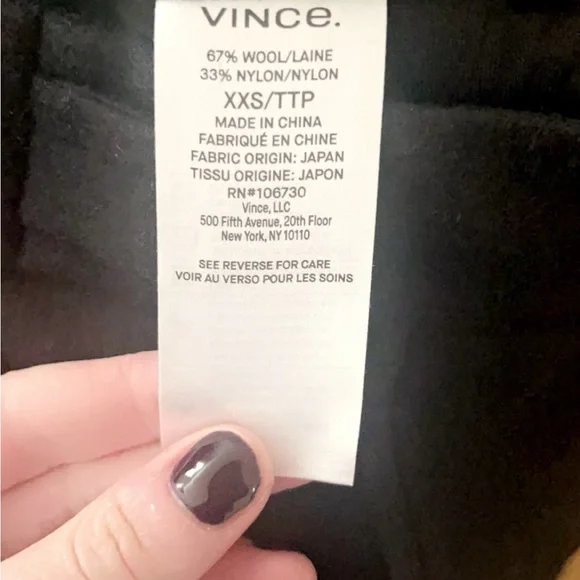 VINCE.
67% WOOL/LAINE
33% NYLON/NYLON
XXS/TTP
MADE IN CHINA
FABRIQUÉ EN CHINE
FABRIC ORIGIN: JAPAN
TISSU ORIGINE: JAPON
RN#106730
Vince, LLC
500 Fifth Avenue, 20th Floor
New York, NY 10110
SEE REVERSE FOR CARE
VOIR AU VERSO POUR LES SOINS